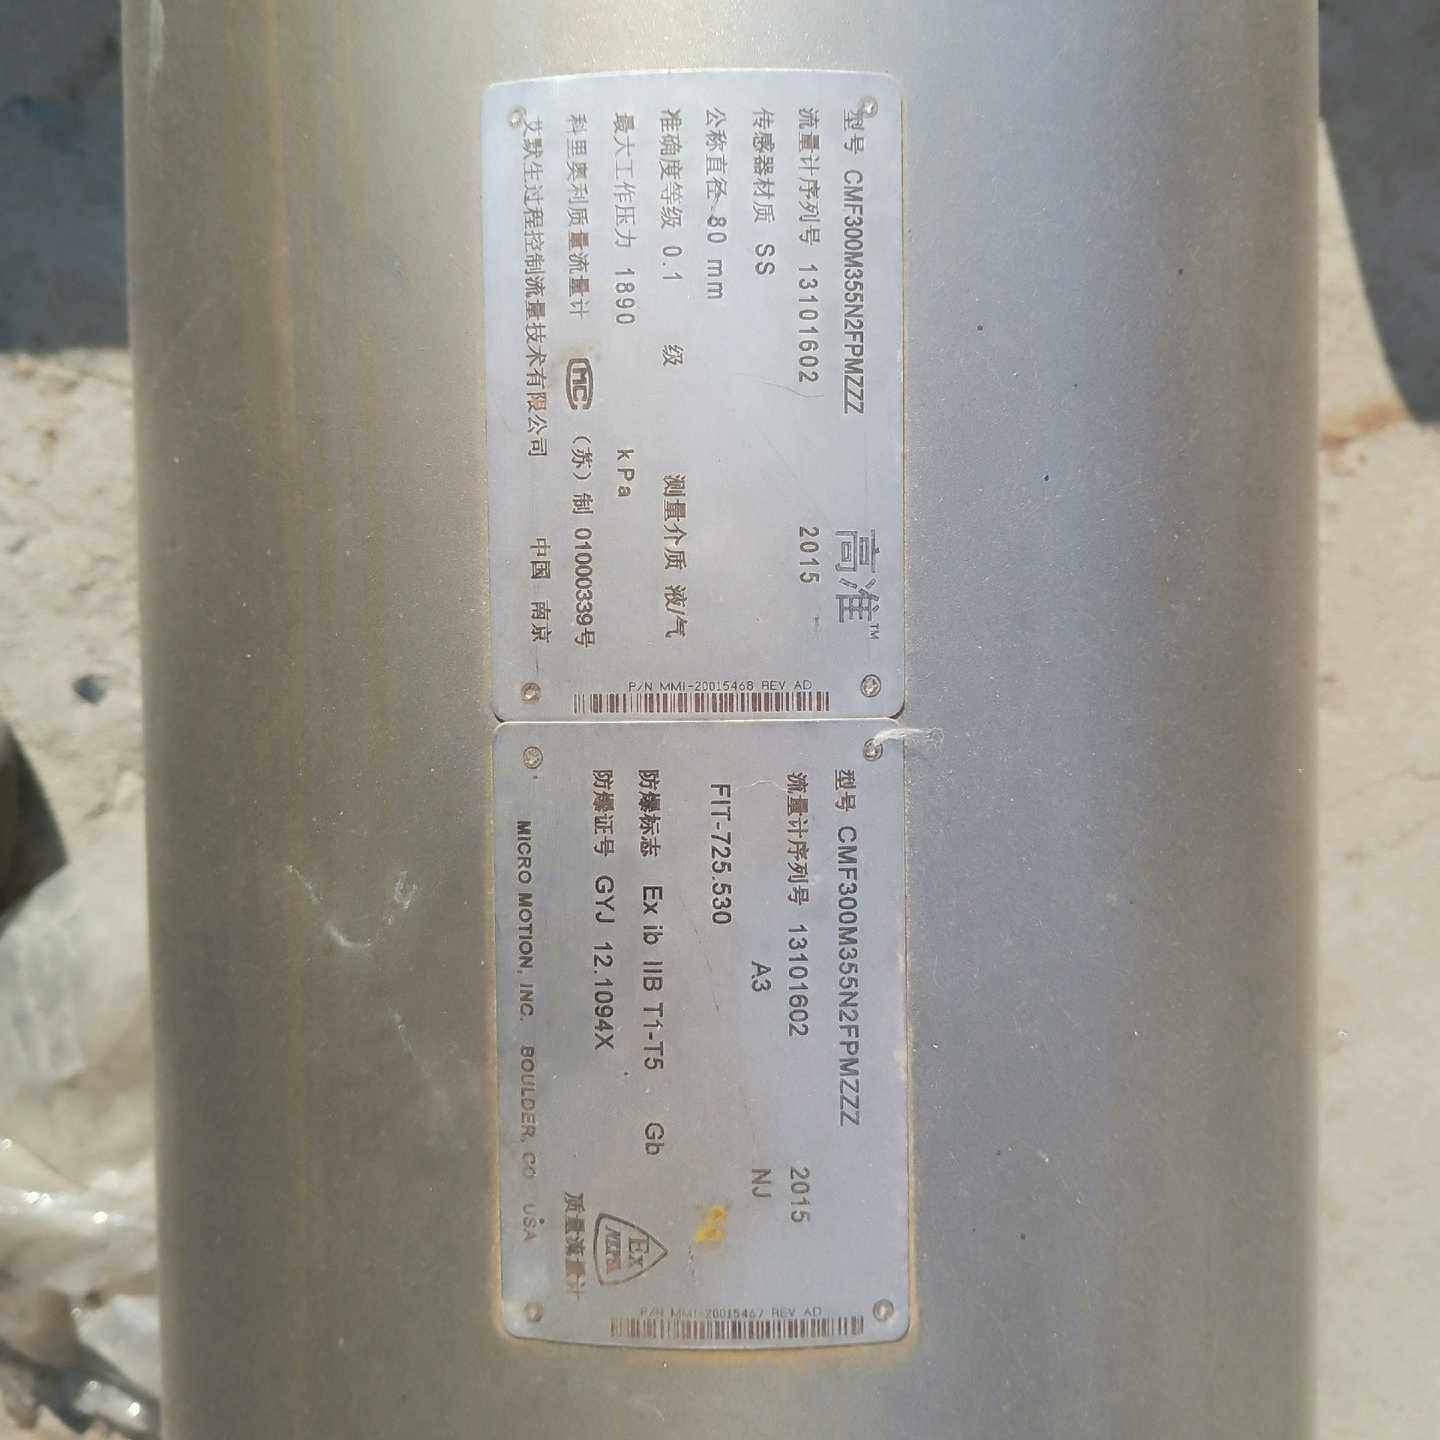 型号 CMF300M355N2FPMZZZ
高准™
流量计序列号 13101602 2015
传感器材质 SS
公称直径 80 mm
准确度等级 0.1 级 测量介质 液/气
最大工作压力 1890 kPa
科里奥利质量流量计 MC (苏)制 01000339号
艾默生过程控制流量技术有限公司 中国 南京
P/N MMI-20015468 REV AD
型号 CMF300M355N2FPMZZZ
流量计序列号 13101602 2015
A3 NJ
FIT-725.530
防爆标志 Ex ib IIB T1-T5 Gb
防爆证号 GYJ 12.1094X
Ex NEPSI
质量流量计
MICRO MOTION, INC. BOULDER, CO USA
P/N MMI-20015467 REV AD